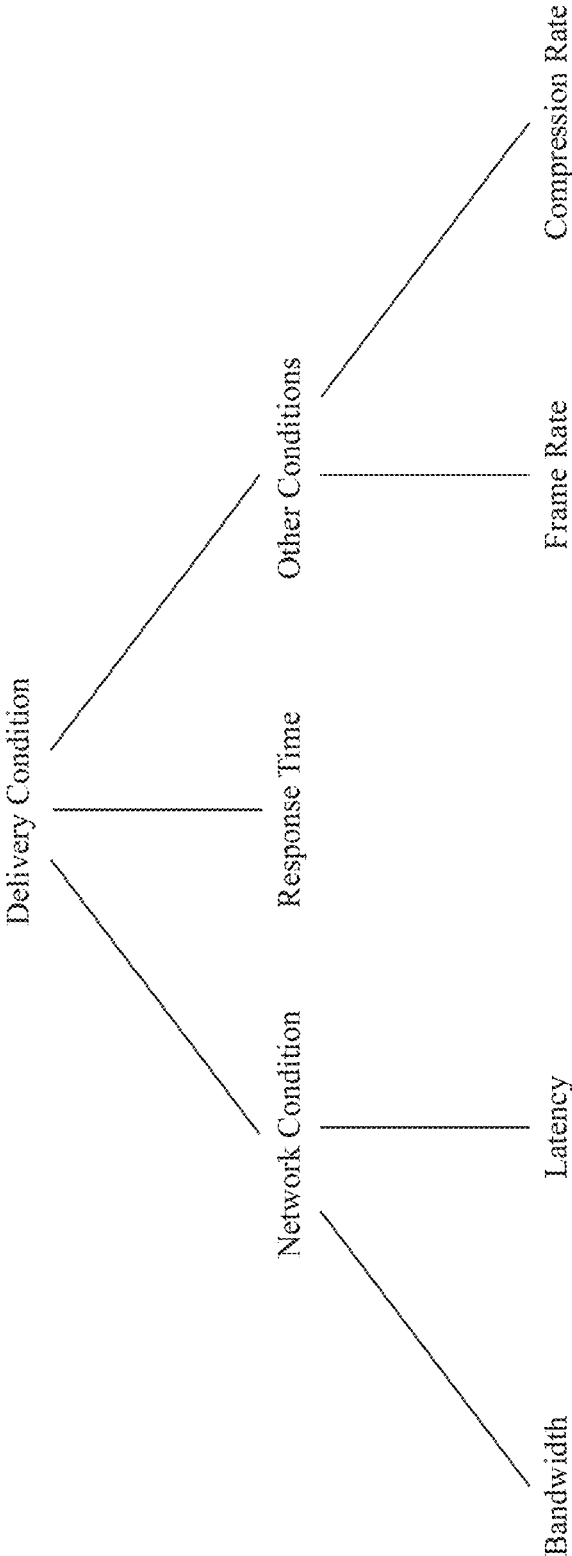 Delivery Condition
Network Condition
Response Time
Other Conditions
Bandwidth
Latency
Frame Rate
Compression Rate